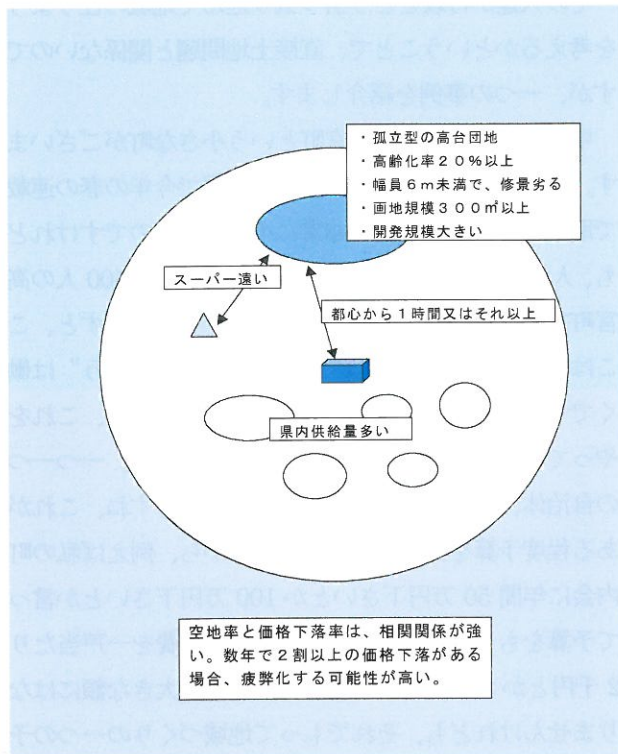 ・孤立型の高台団地
・高齢化率２０％以上
・幅員６ｍ未満で、修景劣る
・画地規模３００㎡以上
・開発規模大きい
スーパー遠い
都心から１時間又はそれ以上
県内供給量多い
空地率と価格下落率は、相関関係が強
い。数年で２割以上の価格下落がある
場合、疲弊化する可能性が高い。